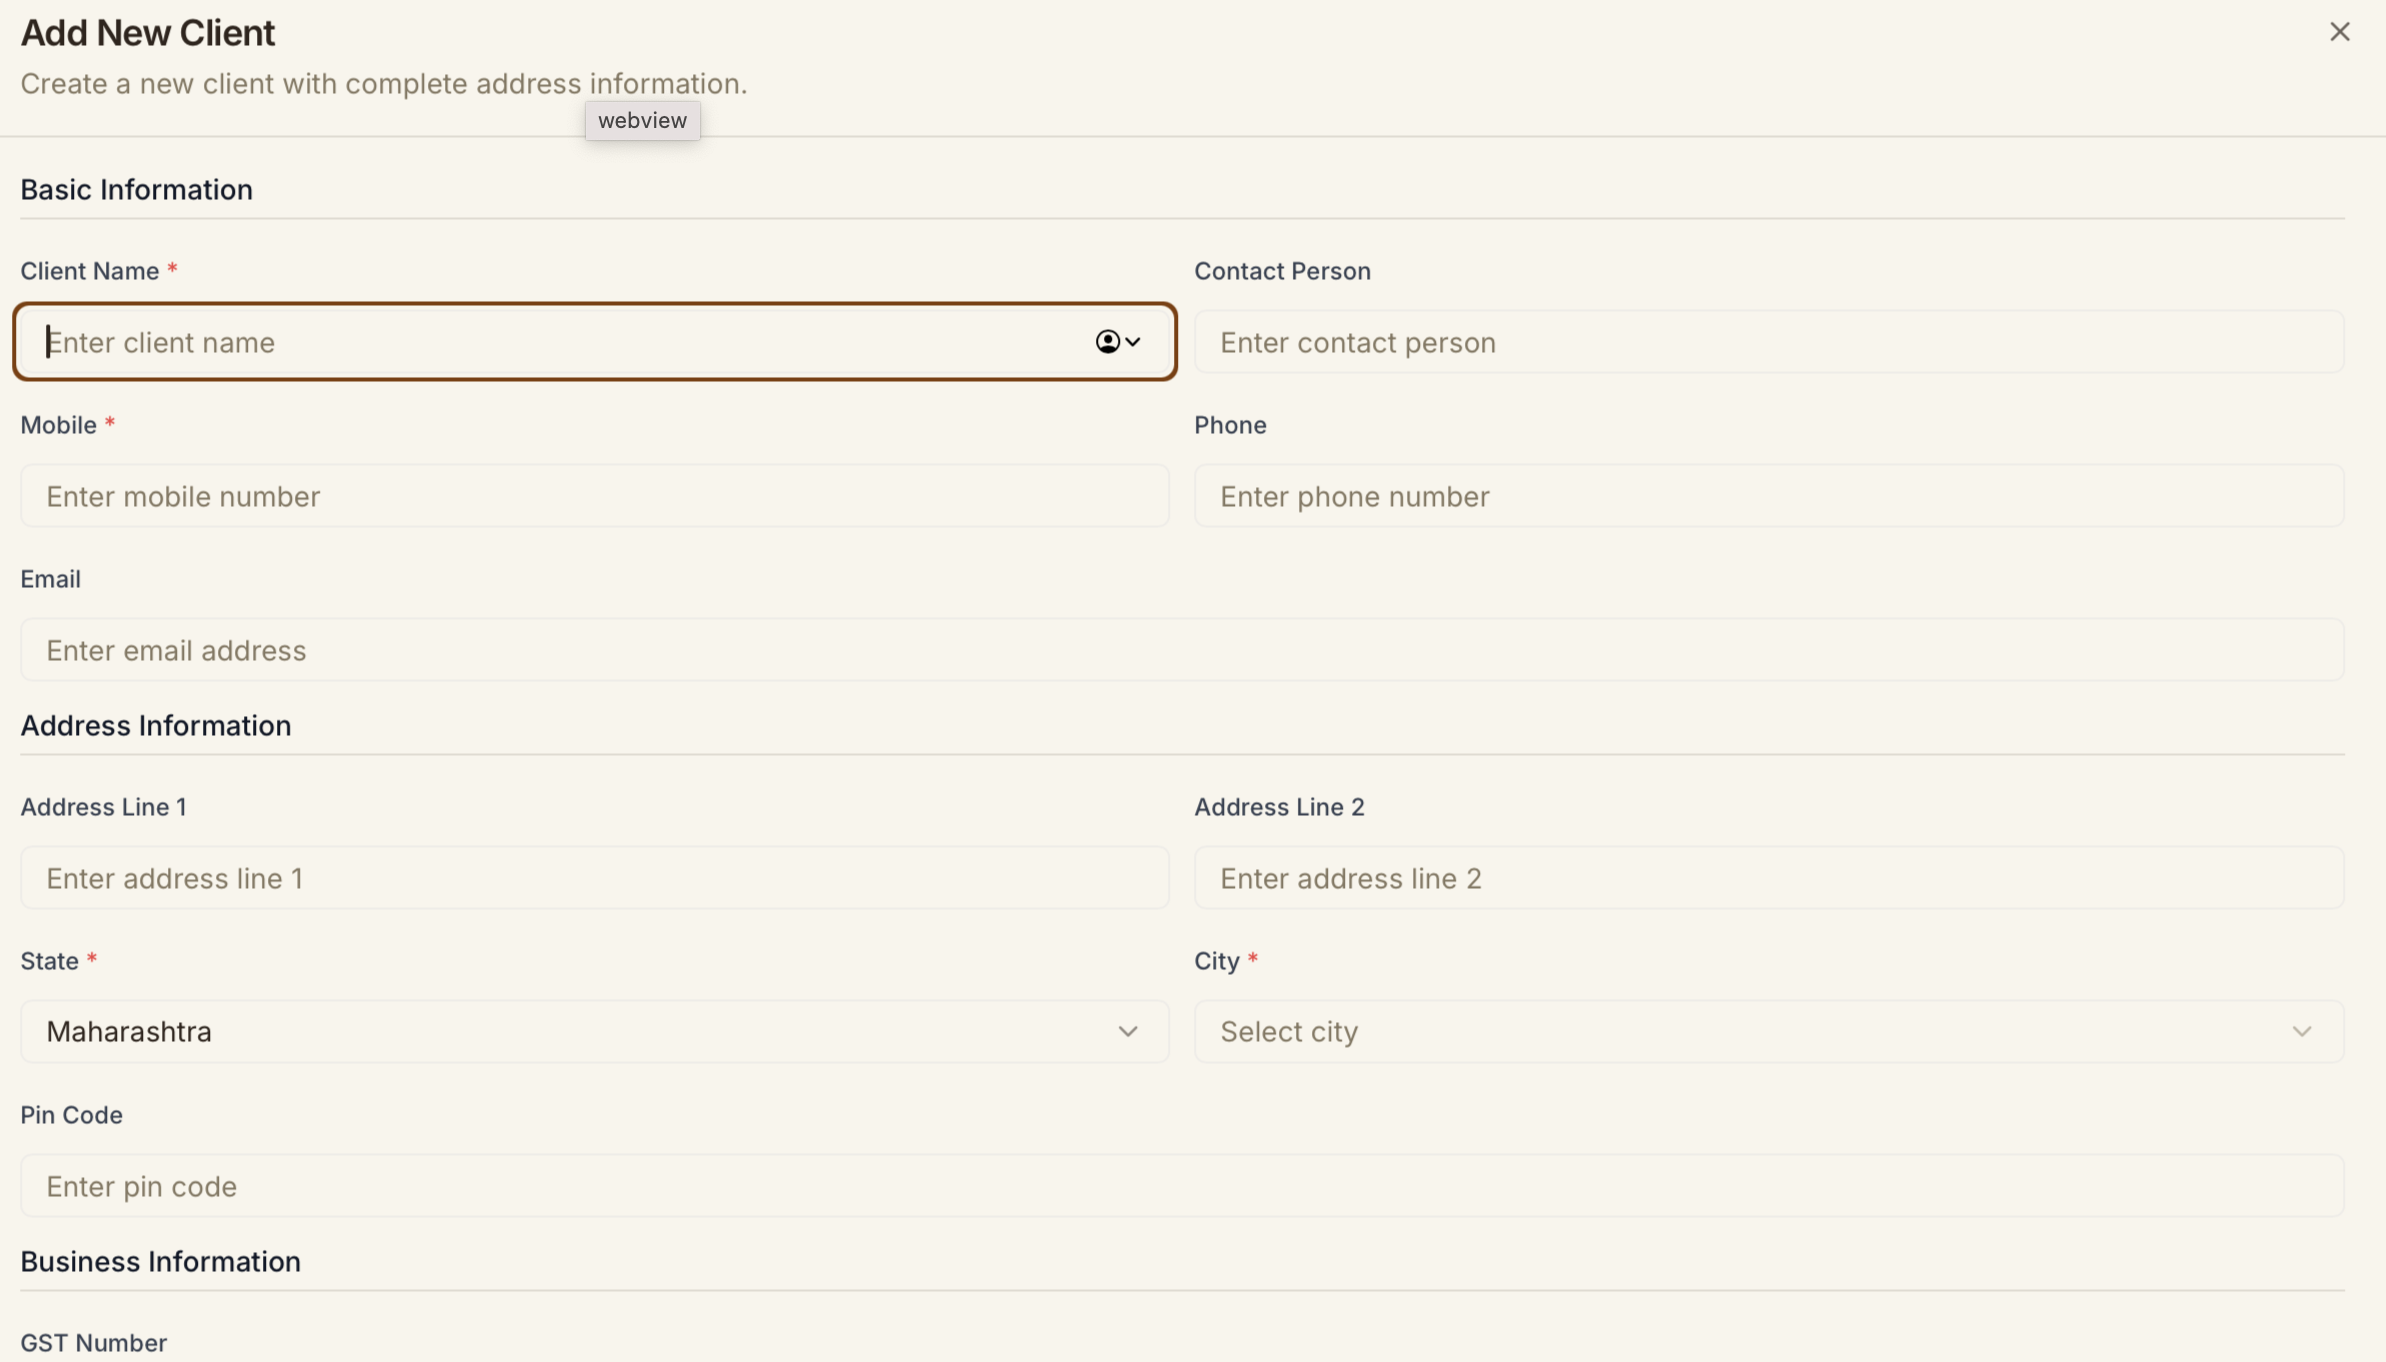 Add New Client
Create a new client with complete address information.
webview
Basic Information
Client Name *
Contact Person
Enter client name
Enter contact person
Mobile *
Phone
Enter mobile number
Enter phone number
Email
Enter email address
Address Information
Address Line 1
Address Line 2
Enter address line 1
Enter address line 2
State *
City *
Maharashtra
Select city
Pin Code
Enter pin code
Business Information
GST Number